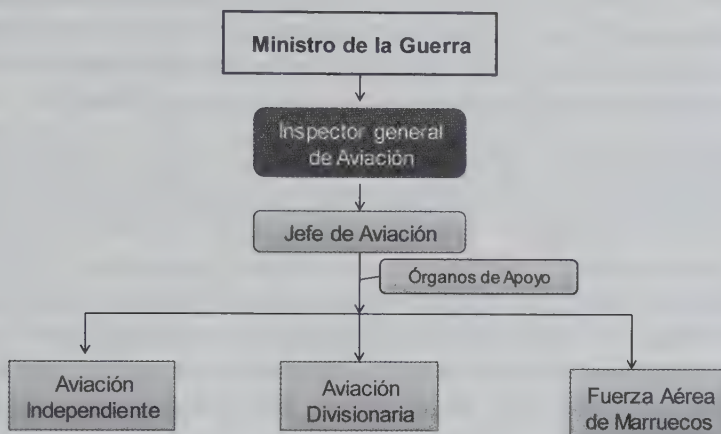 Ministro de la Guerra
Inspector general
de Aviación
Jefe de Aviación
Órganos de Apoyo
Aviación
Independiente
Aviación
Divisionaria
Fuerza Aérea
de Marruecos